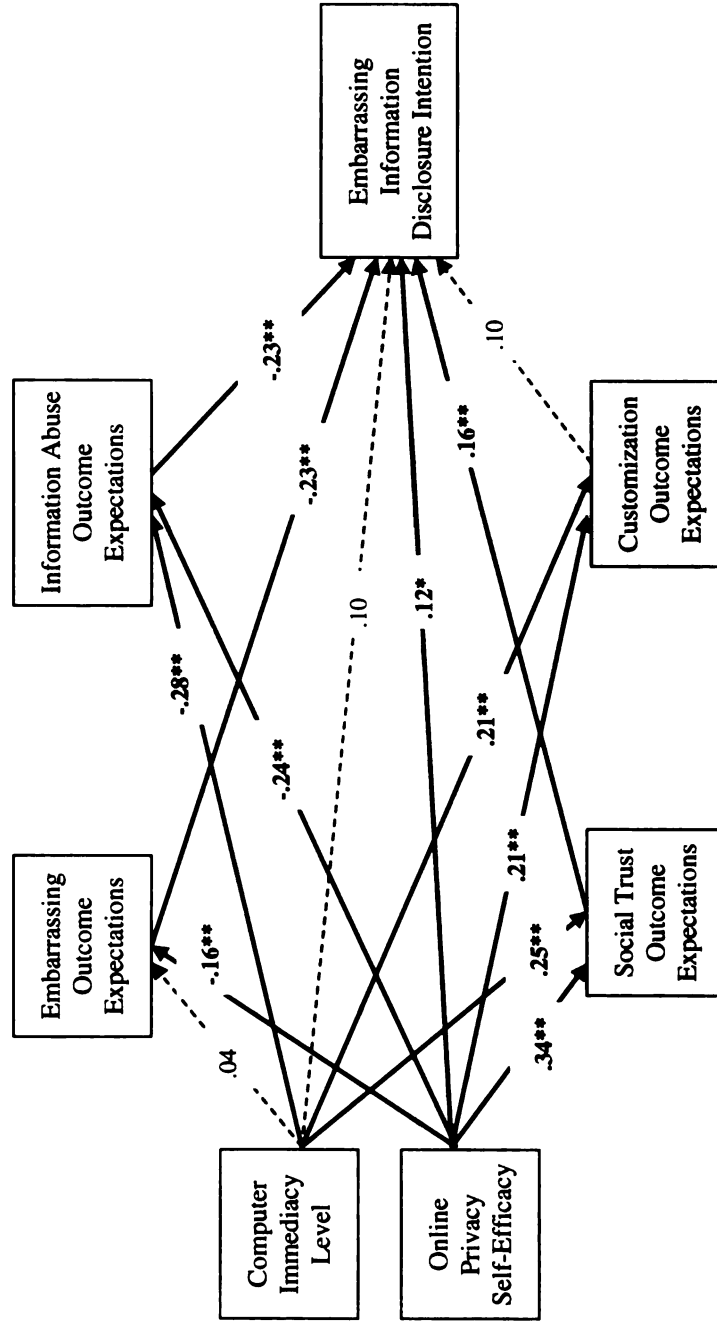 Embarrassing
Outcome
Expectations
Information Abuse
Outcome
Expectations
Computer
Immediacy
Level
Online
Privacy
Self-Efficacy
Embarrassing
Information
Disclosure Intention
Social Trust
Outcome
Expectations
Customization
Outcome
Expectations
.04
-.16**
-.28**
-.24**
-.23**
-.23**
.10
.12*
.21**
.21**
.25**
.34**
.16**
.10